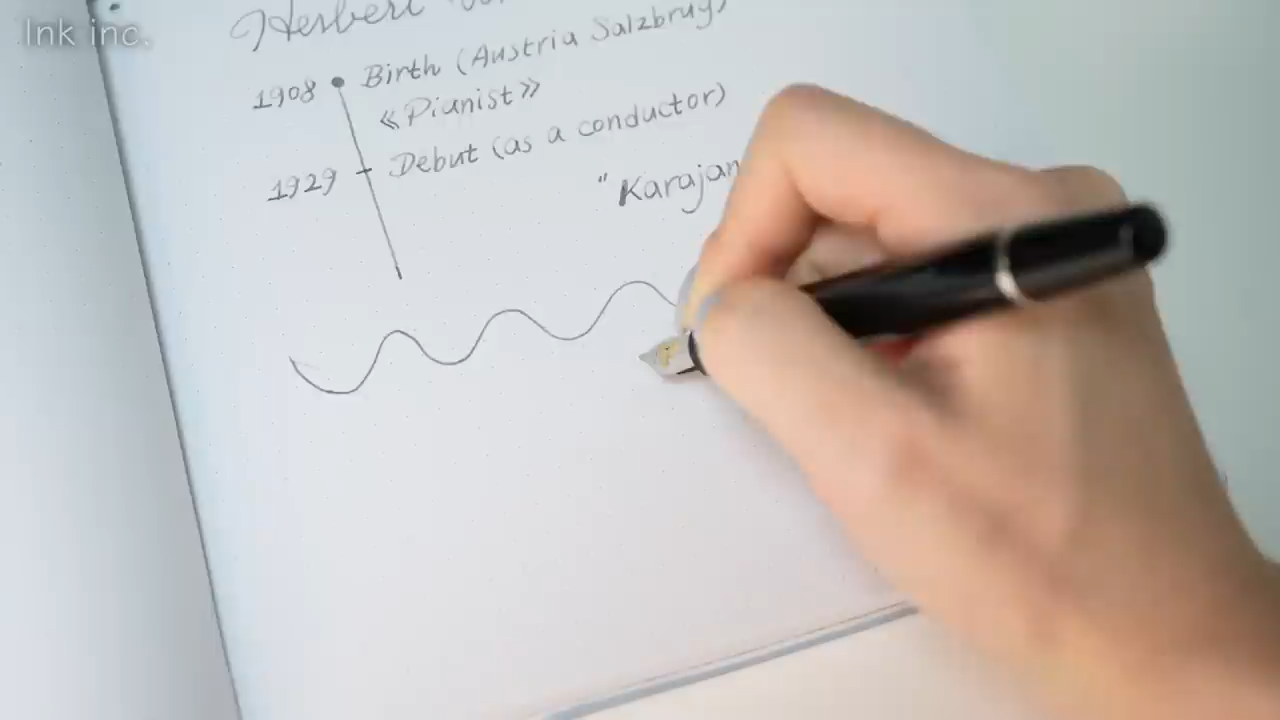 Ink inc.
Herbert
1908 Birth (Austria Salzbrug)
«Pianist»
1929 Debut (as a conductor)
"Karajan